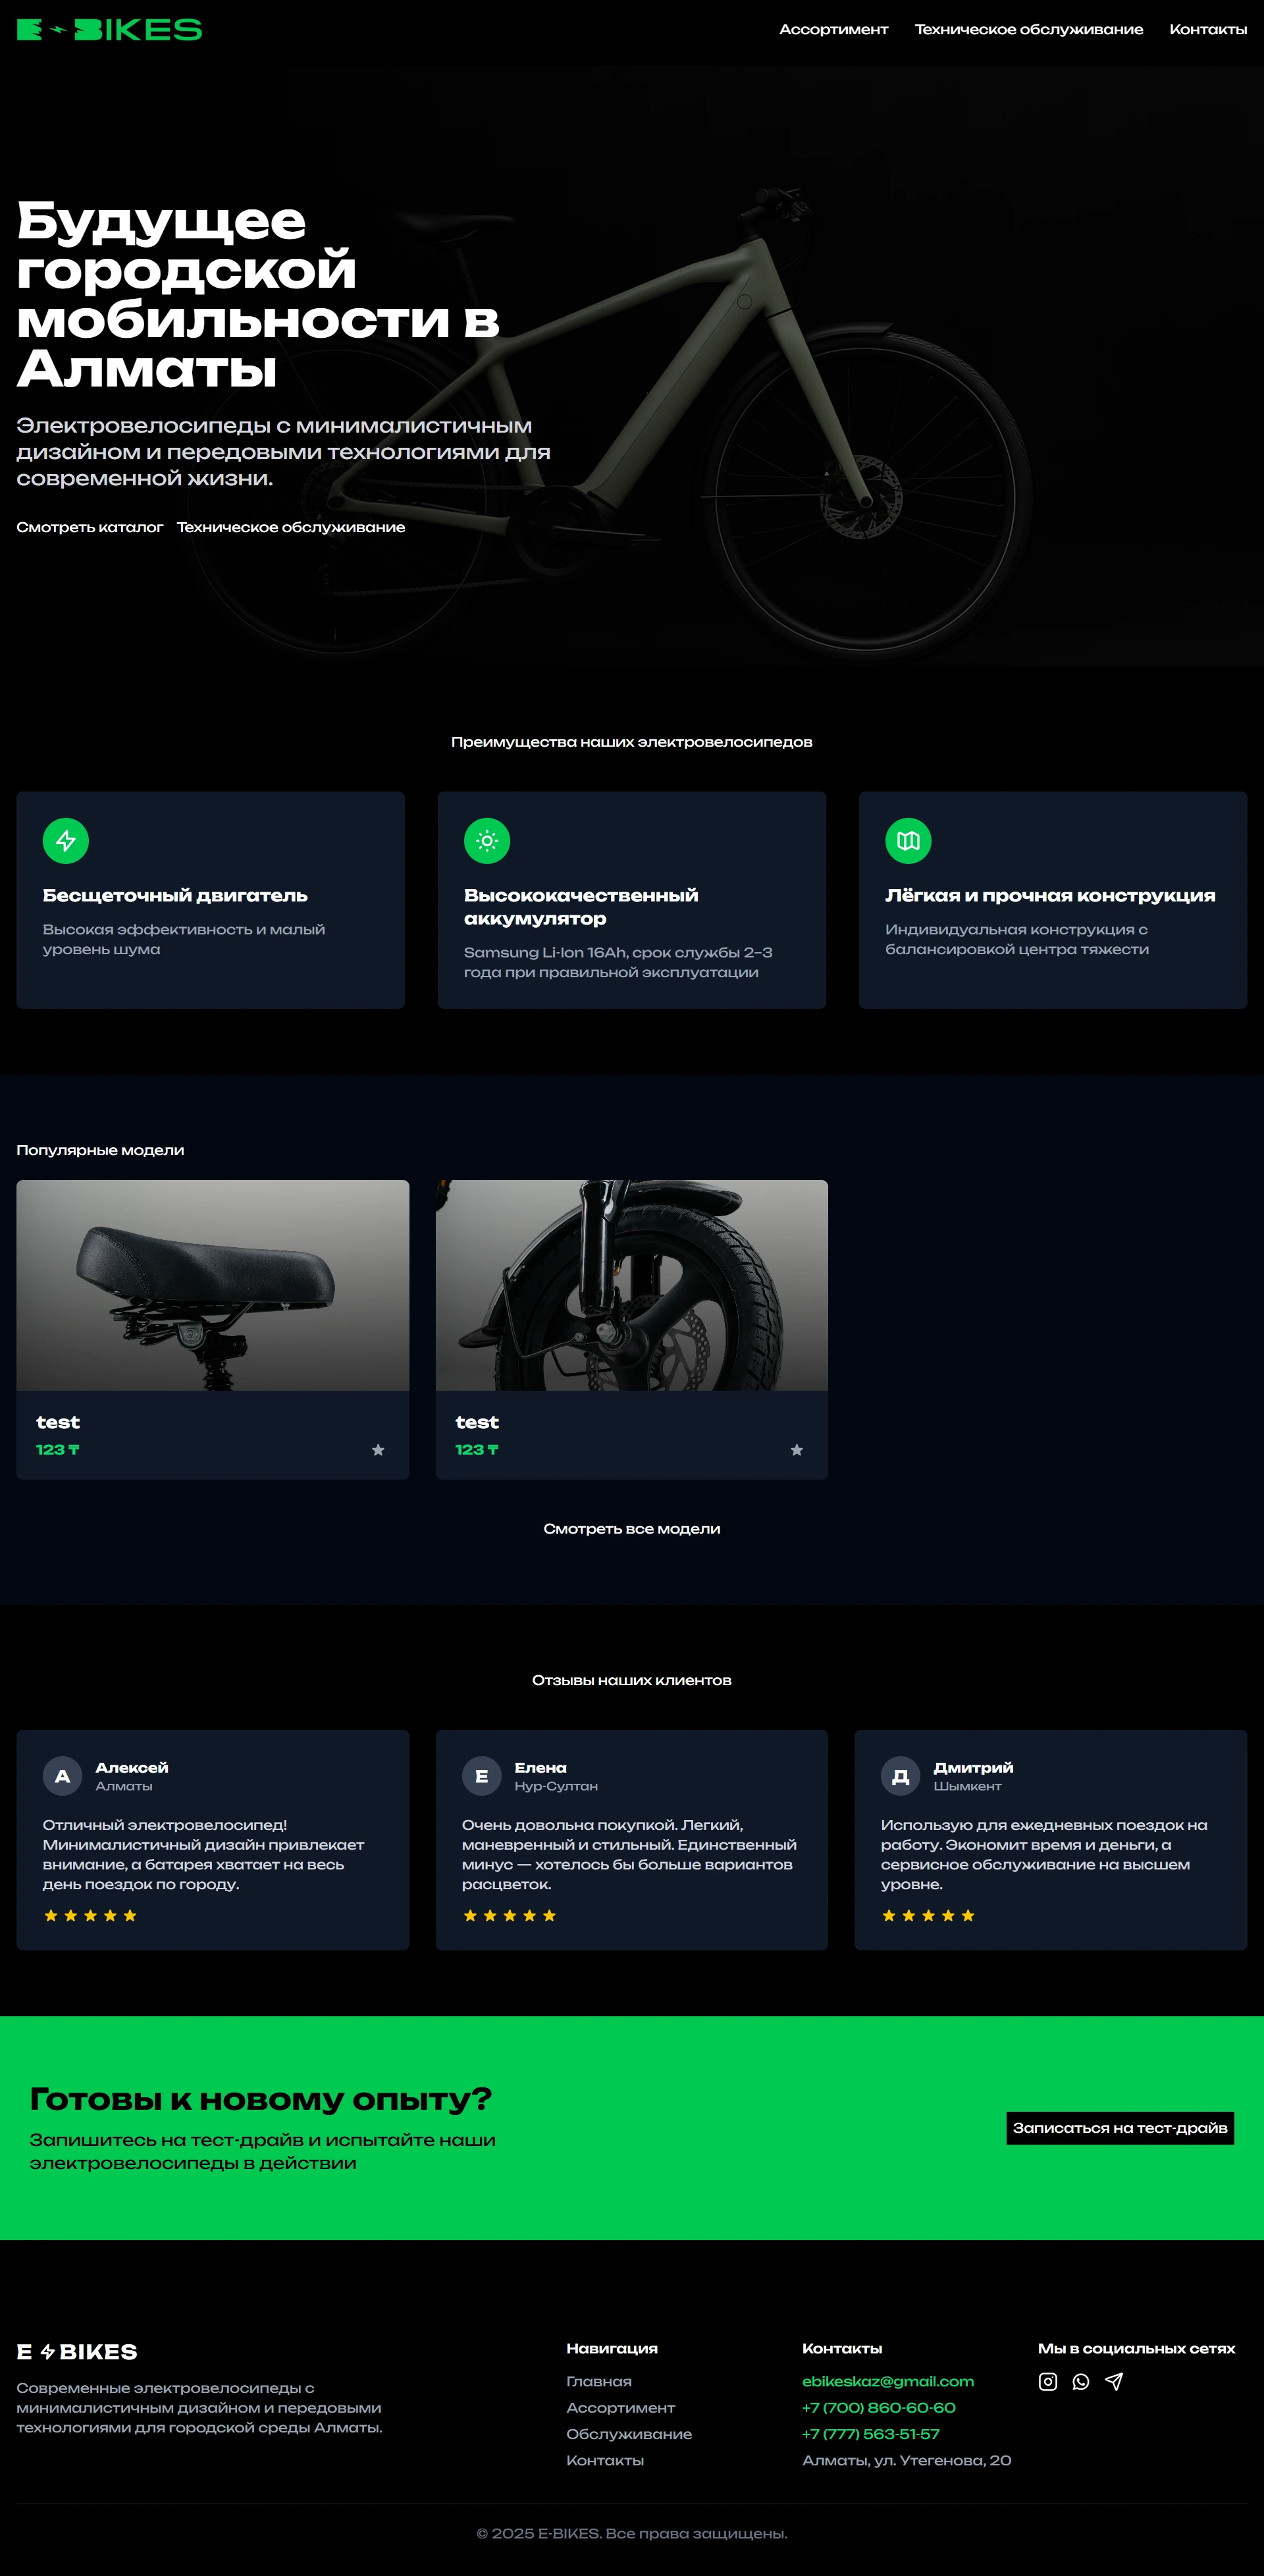 E-BIKES
Ассортимент Техническое обслуживание Контакты
Будущее
городской
мобильности в
Алматы
Электровелосипеды с минималистичным
дизайном и передовыми технологиями для
современной жизни.
Смотреть каталог Техническое обслуживание
Преимущества наших электровелосипедов
Бесщеточный двигатель
Высокая эффективность и малый
уровень шума
Высококачественный
аккумулятор
Samsung Li-Ion 16Ah, срок службы 2–3
года при правильной эксплуатации
Лёгкая и прочная конструкция
Индивидуальная конструкция с
балансировкой центра тяжести
Популярные модели
test
123 ₸
test
123 ₸
Смотреть все модели
Отзывы наших клиентов
А
Алексей
Алматы
Отличный электровелосипед!
Минималистичный дизайн привлекает
внимание, а батарея хватает на весь
день поездок по городу.
Е
Елена
Нур-Султан
Очень довольна покупкой. Легкий,
маневренный и стильный. Единственный
минус — хотелось бы больше вариантов
расцветок.
Д
Дмитрий
Шымкент
Использую для ежедневных поездок на
работу. Экономит время и деньги, а
сервисное обслуживание на высшем
уровне.
Готовы к новому опыту?
Запишитесь на тест-драйв и испытайте наши
электровелосипеды в действии
Записаться на тест-драйв
E BIKES
Современные электровелосипеды с
минималистичным дизайном и передовыми
технологиями для городской среды Алматы.
Навигация
Главная
Ассортимент
Обслуживание
Контакты
Контакты
ebikeskaz@gmail.com
+7 (700) 860-60-60
+7 (777) 563-51-57
Алматы, ул. Утегенова, 20
Мы в социальных сетях
© 2025 E-BIKES. Все права защищены.